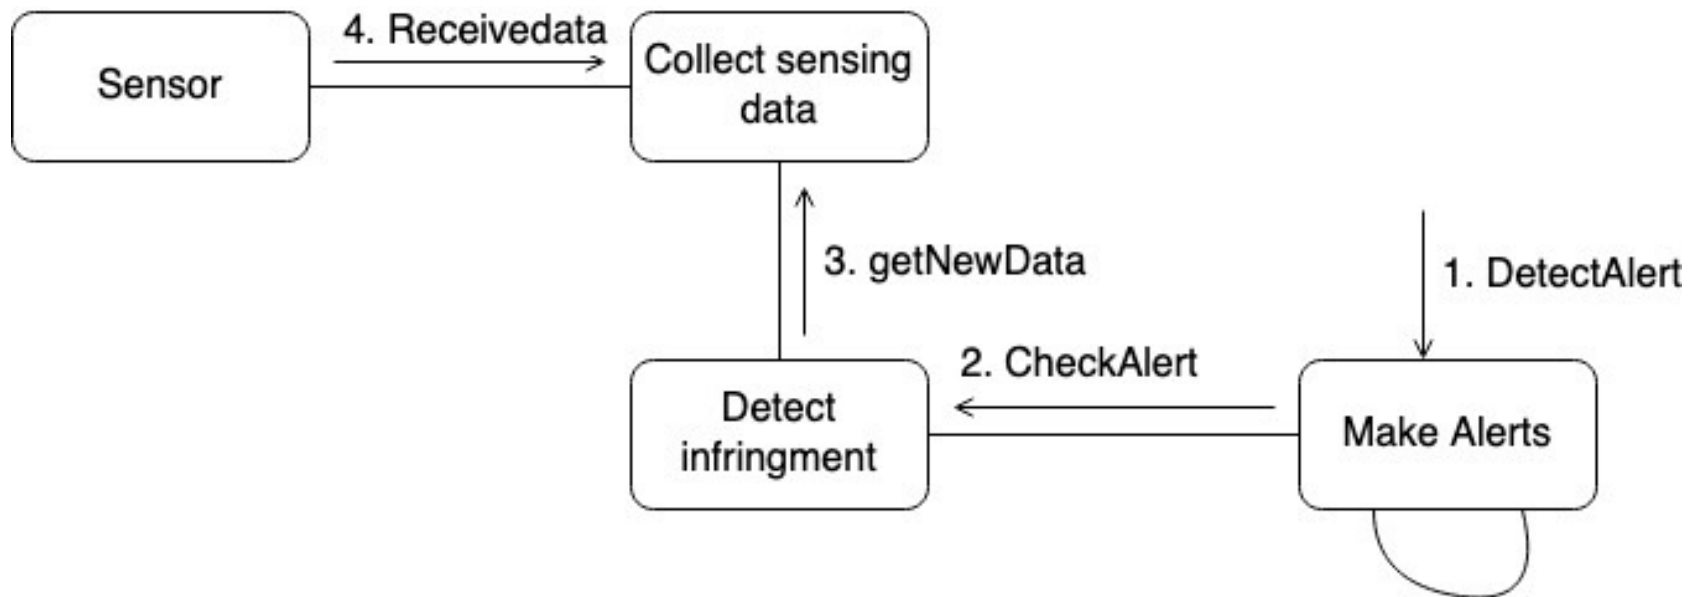 4. Receivedata
Sensor
Collect sensing
data
3. getNewData
1. DetectAlert
2. CheckAlert
Detect
infringment
Make Alerts